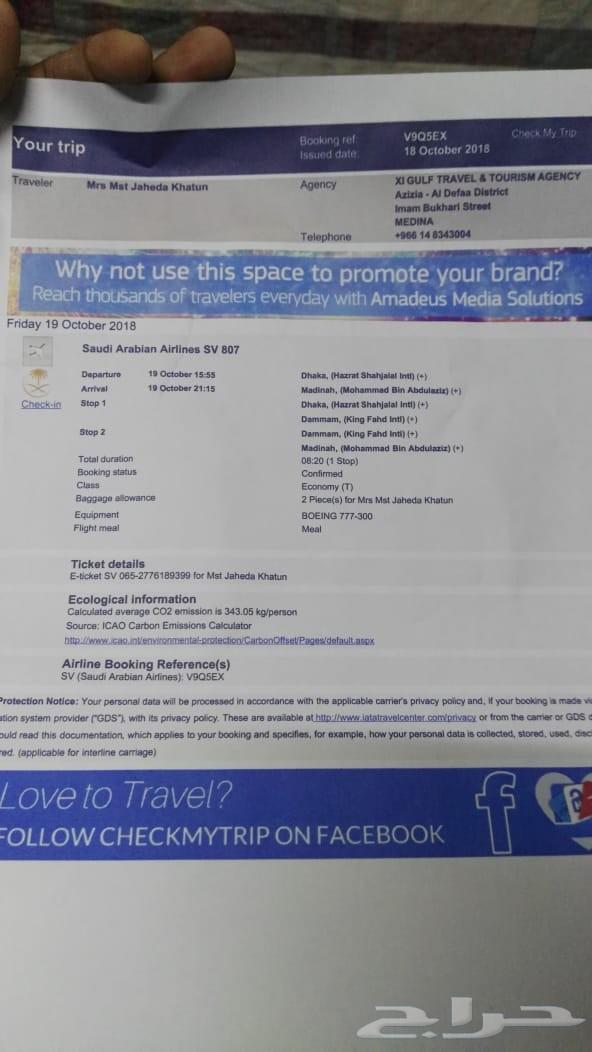 Your trip
Booking ref: V9Q5EX Check My Trip
Issued date: 18 October 2018
Traveler Mrs Mst Jaheda Khatun Agency XI GULF TRAVEL & TOURISM AGENCY
Azizia - Al Defaa District
Imam Bukhari Street
MEDINA
Telephone +966 14 8343004
Why not use this space to promote your brand?
Reach thousands of travelers everyday with Amadeus Media Solutions
Friday 19 October 2018
Saudi Arabian Airlines SV 807
Departure 19 October 15:55 Dhaka, (Hazrat Shahjalal Intl) (+)
Arrival 19 October 21:15 Madinah, (Mohammad Bin Abdulaziz) (+)
Check-in Stop 1 Dhaka, (Hazrat Shahjalal Intl) (+)
Dammam, (King Fahd Intl) (+)
Stop 2 Dammam, (King Fahd Intl) (+)
Madinah, (Mohammad Bin Abdulaziz) (+)
Total duration 08:20 (1 Stop)
Booking status Confirmed
Class Economy (T)
Baggage allowance 2 Piece(s) for Mrs Mst Jaheda Khatun
Equipment BOEING 777-300
Flight meal Meal
Ticket details
E-ticket SV 065-2776189399 for Mst Jaheda Khatun
Ecological information
Calculated average CO2 emission is 343.05 kg/person
Source: ICAO Carbon Emissions Calculator
http://www.icao.int/environmental-protection/CarbonOffset/Pages/default.aspx
Airline Booking Reference(s)
SV (Saudi Arabian Airlines): V9Q5EX
Protection Notice: Your personal data will be processed in accordance with the applicable carrier's privacy policy and, if your booking is made vi
ation system provider ("GDS"), with its privacy policy. These are available at http://www.iatatravelcenter.com/privacy or from the carrier or GDS
ould read this documentation, which applies to your booking and specifies, for example, how your personal data is collected, stored, used, discl
red. (applicable for interline carriage)
Love to Travel?
FOLLOW CHECKMYTRIP ON FACEBOOK
حراج